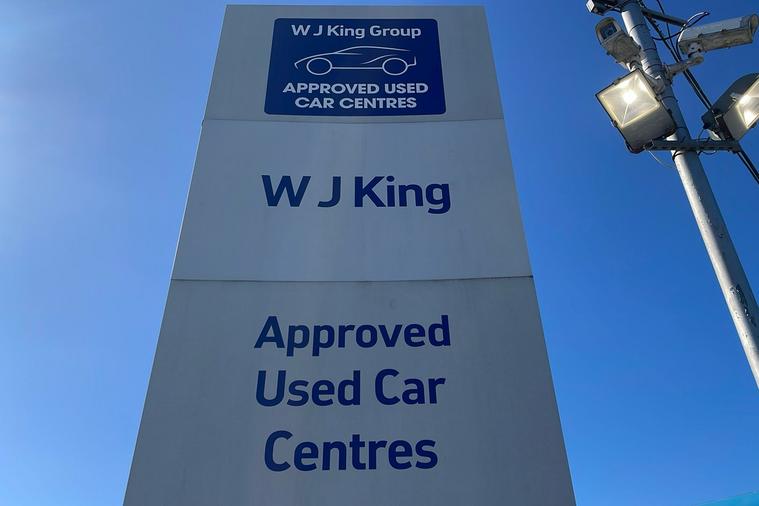 W J King Group
APPROVED USED
CAR CENTRES
W J King
Approved
Used Car
Centres